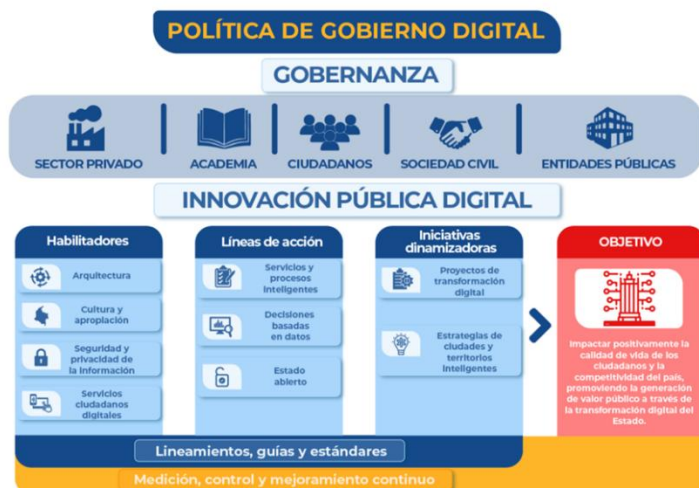 POLÍTICA DE GOBIERNO DIGITAL
GOBERNANZA
SECTOR PRIVADO
ACADEMIA
CIUDADANOS
SOCIEDAD CIVIL
ENTIDADES PÚBLICAS
INNOVACIÓN PÚBLICA DIGITAL
Habilitadores
Arquitectura
Cultura y
apropiación
Seguridad y
privacidad de
la información
Servicios
ciudadanos
digitales
Líneas de acción
Servicios y
procesos
inteligentes
Decisiones
basadas
en datos
Estado
abierto
Iniciativas
dinamizadoras
Proyectos de
transformación
digital
Estrategias de
ciudades y
territorios
inteligentes
OBJETIVO
Impactar positivamente la
calidad de vida de los
ciudadanos y la
competitividad del país,
promoviendo la generación
de valor público a través de
la transformación digital del
Estado.
Lineamientos, guías y estándares
Medición, control y mejoramiento continuo